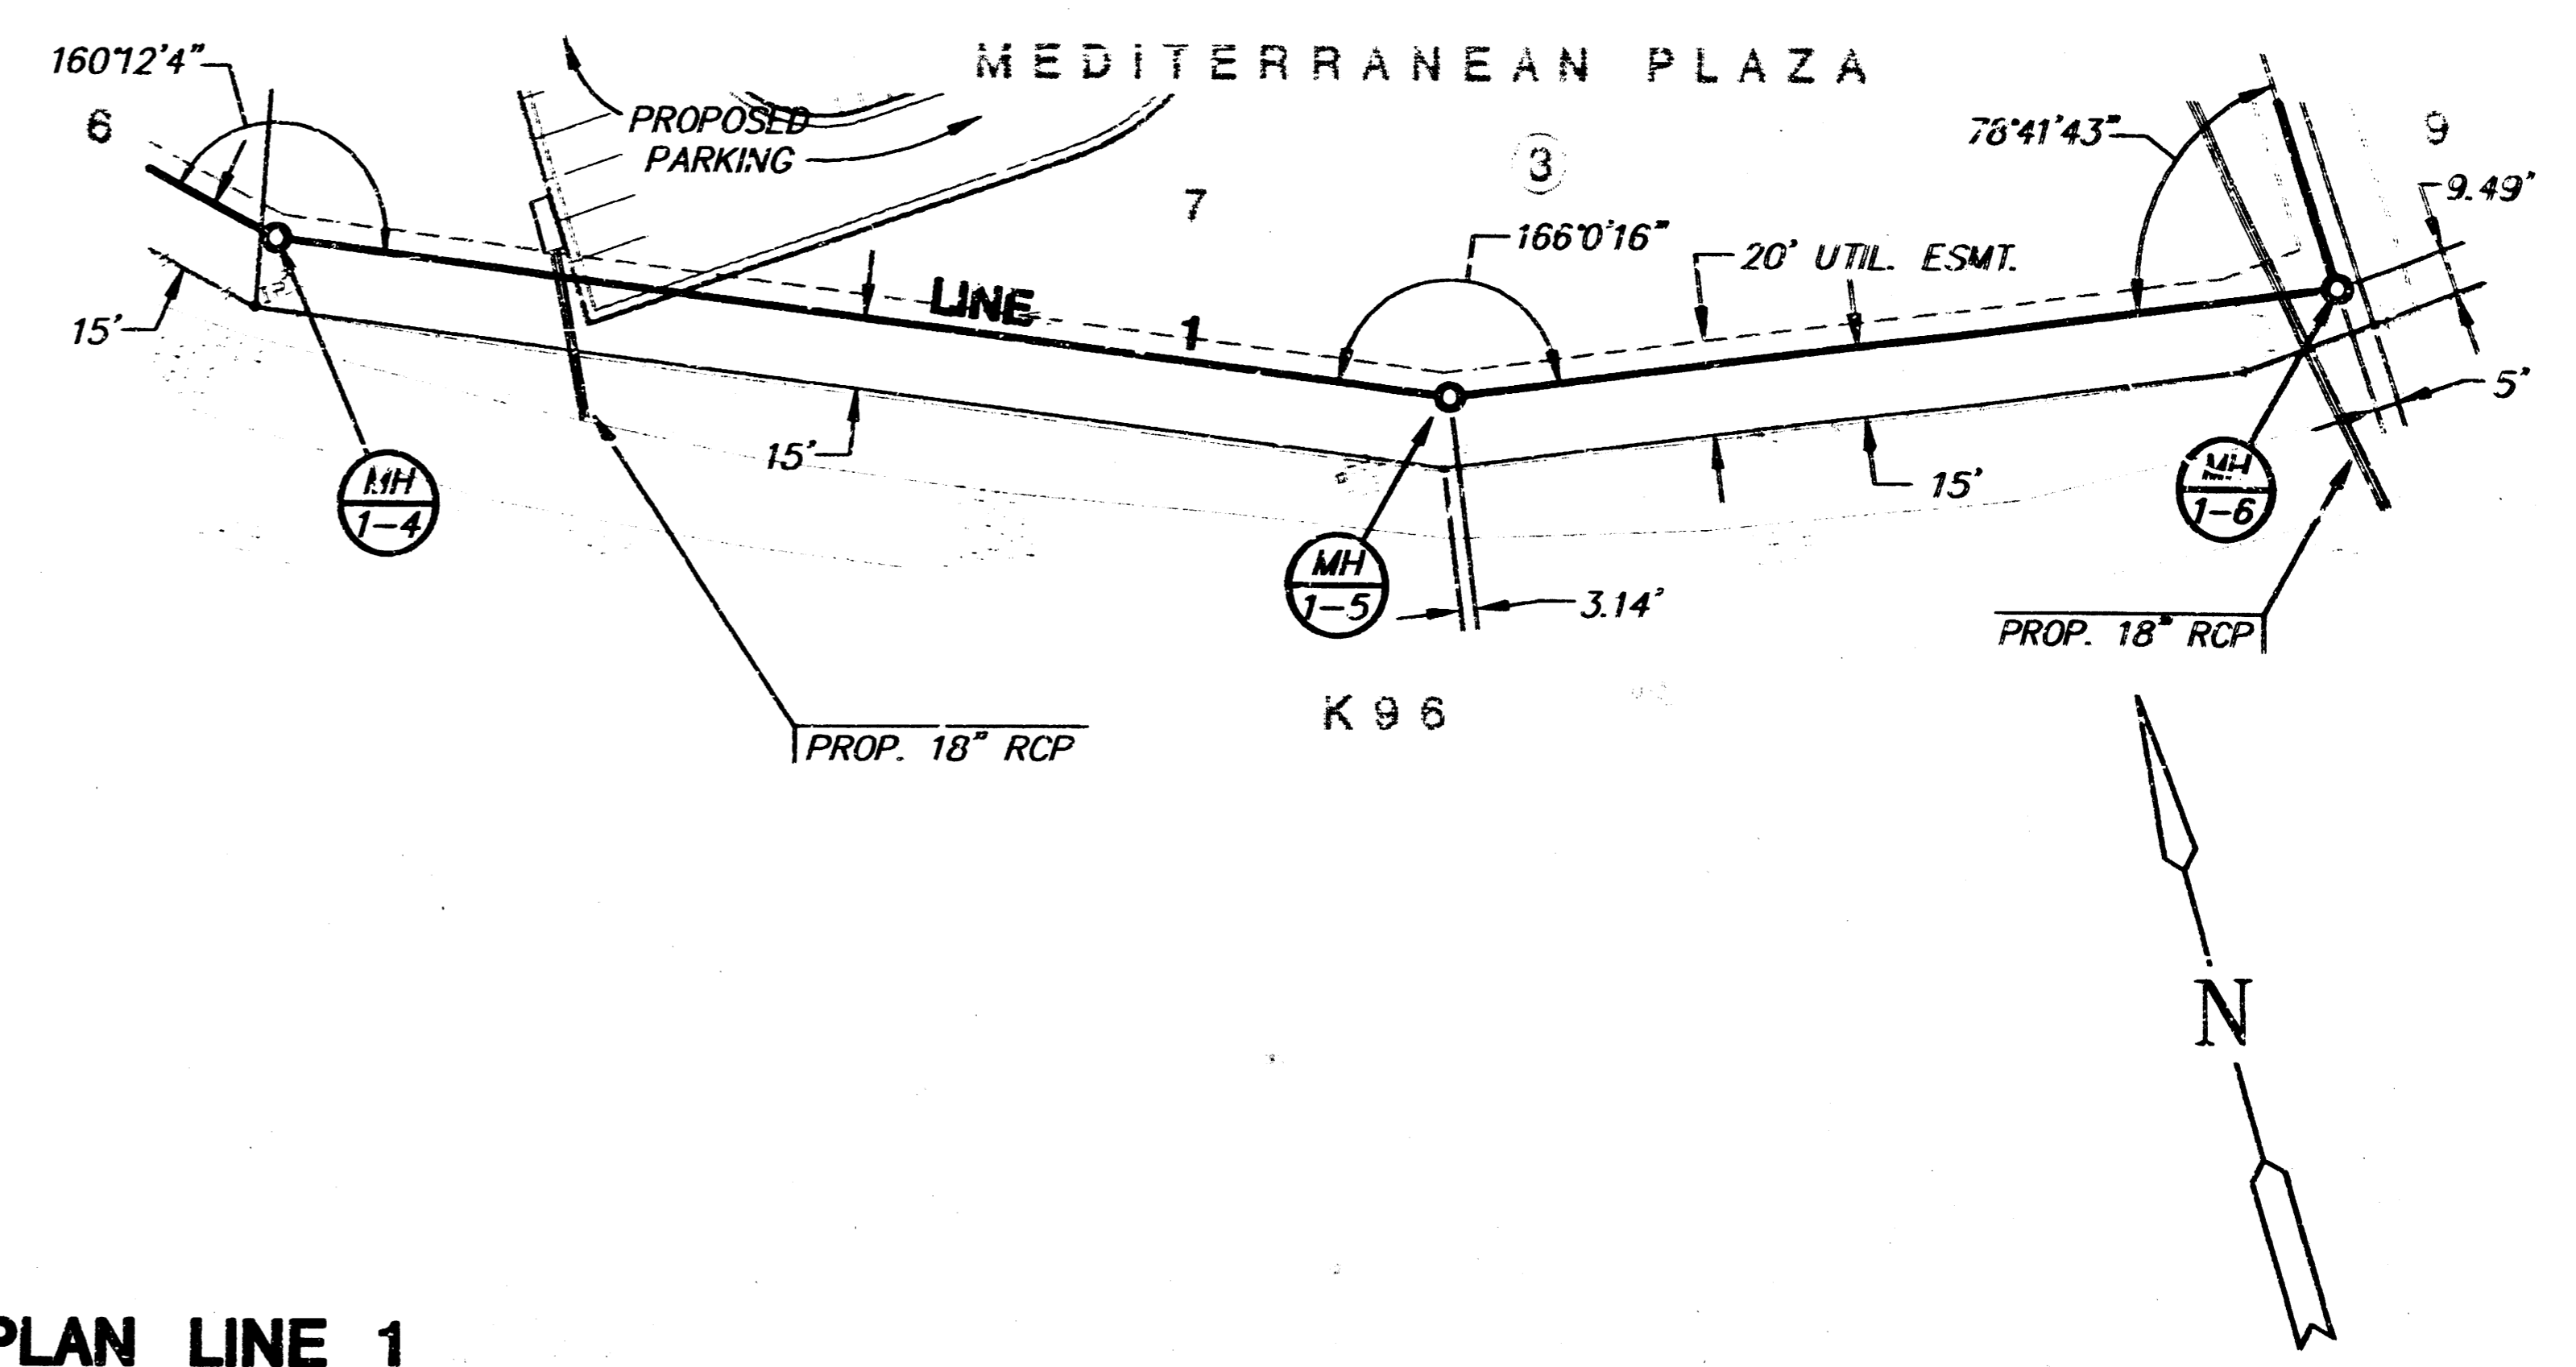 MEDITERRANEAN PLAZA
160°12'4"
6
PROPOSED
PARKING
3
78°41'43"
9
9.49'
7
166°0'16"
20' UTIL. ESMT.
LINE 1
15'
15'
15'
5'
MH
1-4
MH
1-5
MH
1-6
3.14'
PROP. 18" RCP
PROP. 18" RCP
K96
N
PLAN LINE 1